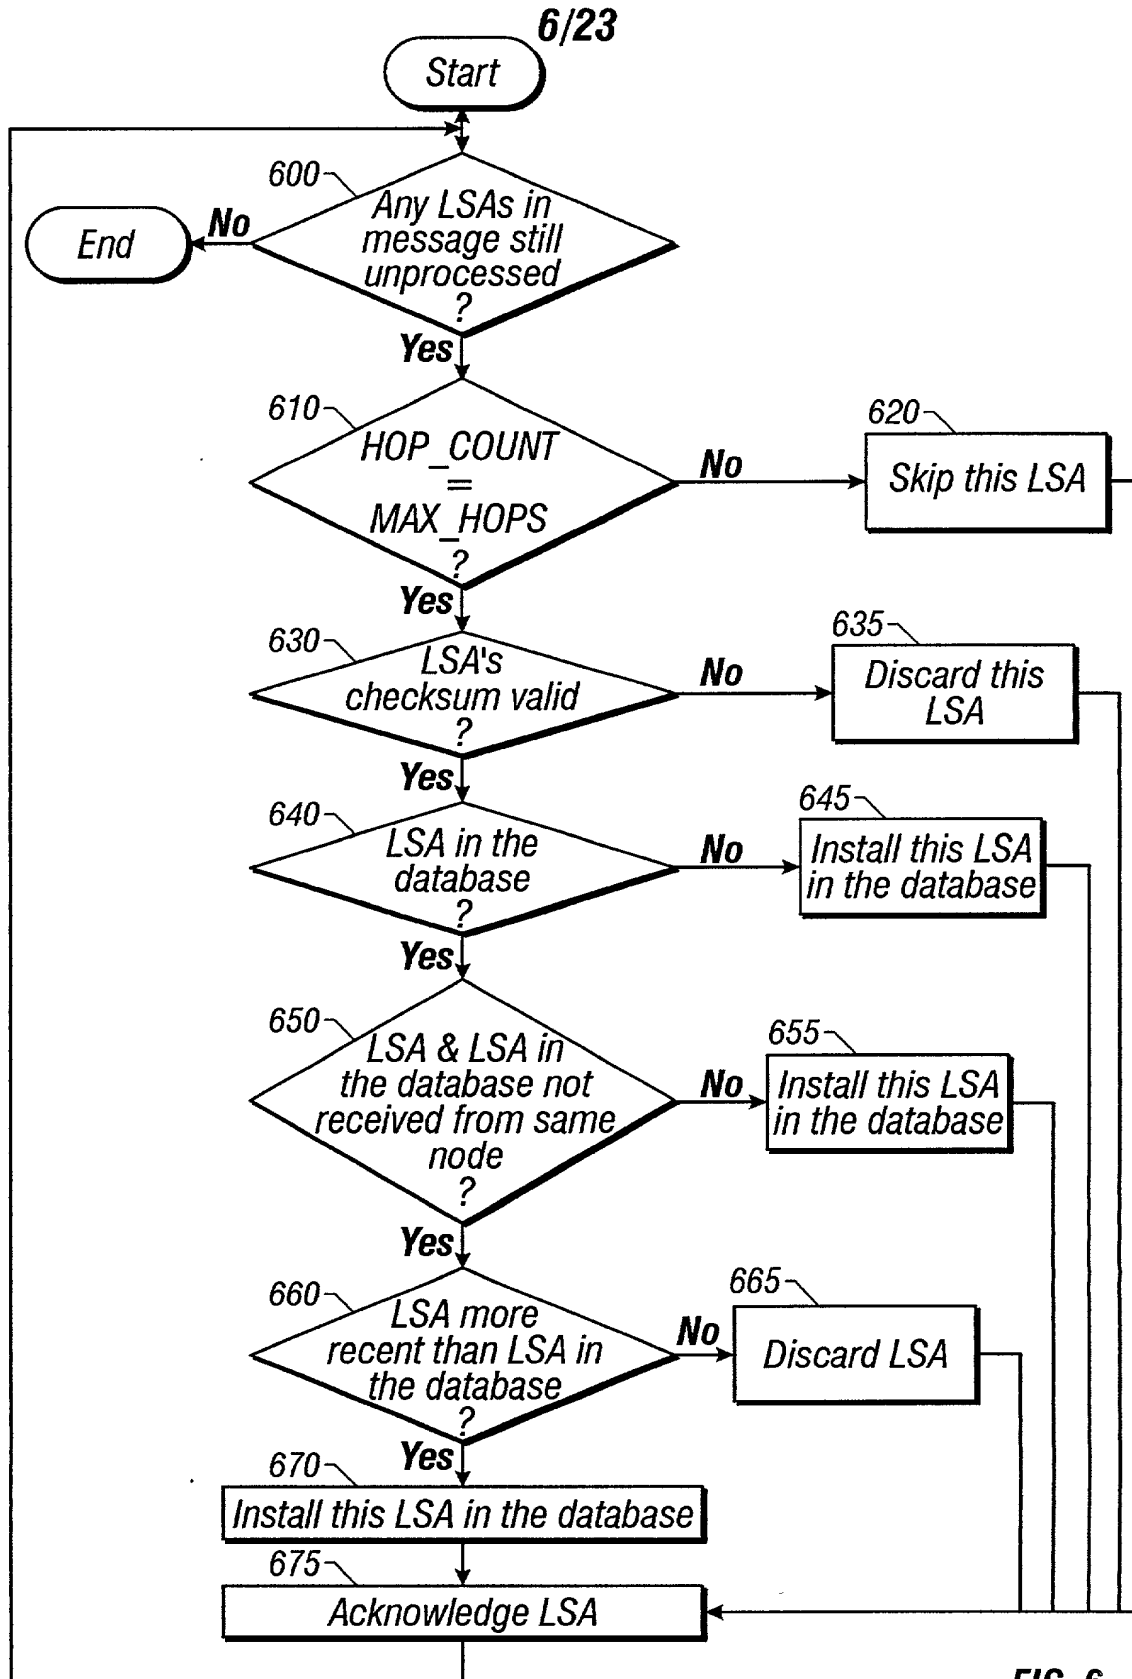 6/23
Start
600
Any LSAs in
message still
unprocessed
?
No
End
Yes
610
HOP_COUNT
=
MAX_HOPS
?
No
620
Skip this LSA
Yes
630
LSA's
checksum valid
?
No
635
Discard this
LSA
Yes
640
LSA in the
database
?
No
645
Install this LSA
in the database
Yes
650
LSA & LSA in
the database not
received from same
node
?
No
655
Install this LSA
in the database
Yes
660
LSA more
recent than LSA in
the database
?
No
665
Discard LSA
Yes
670
Install this LSA in the database
675
Acknowledge LSA
FIG. 6